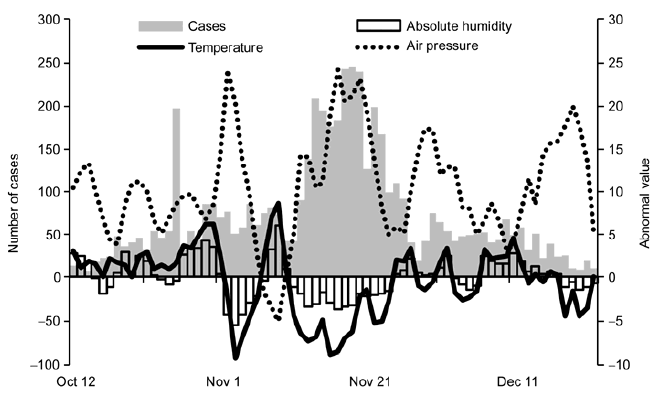 300
250
200
150
100
50
0
−50
−100
Number of cases
Cases
Temperature
Absolute humidity
Air pressure
30
25
20
15
10
5
0
−5
−10
Abnormal value
Oct 12
Nov 1
Nov 21
Dec 11